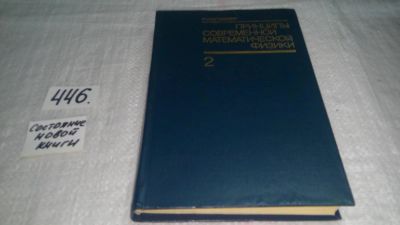 446.
Состояние
новой
книги
ПРИНЦИПЫ
СОВРЕМЕННОЙ
МАТЕМАТИЧЕСКОЙ
ФИЗИКИ
2